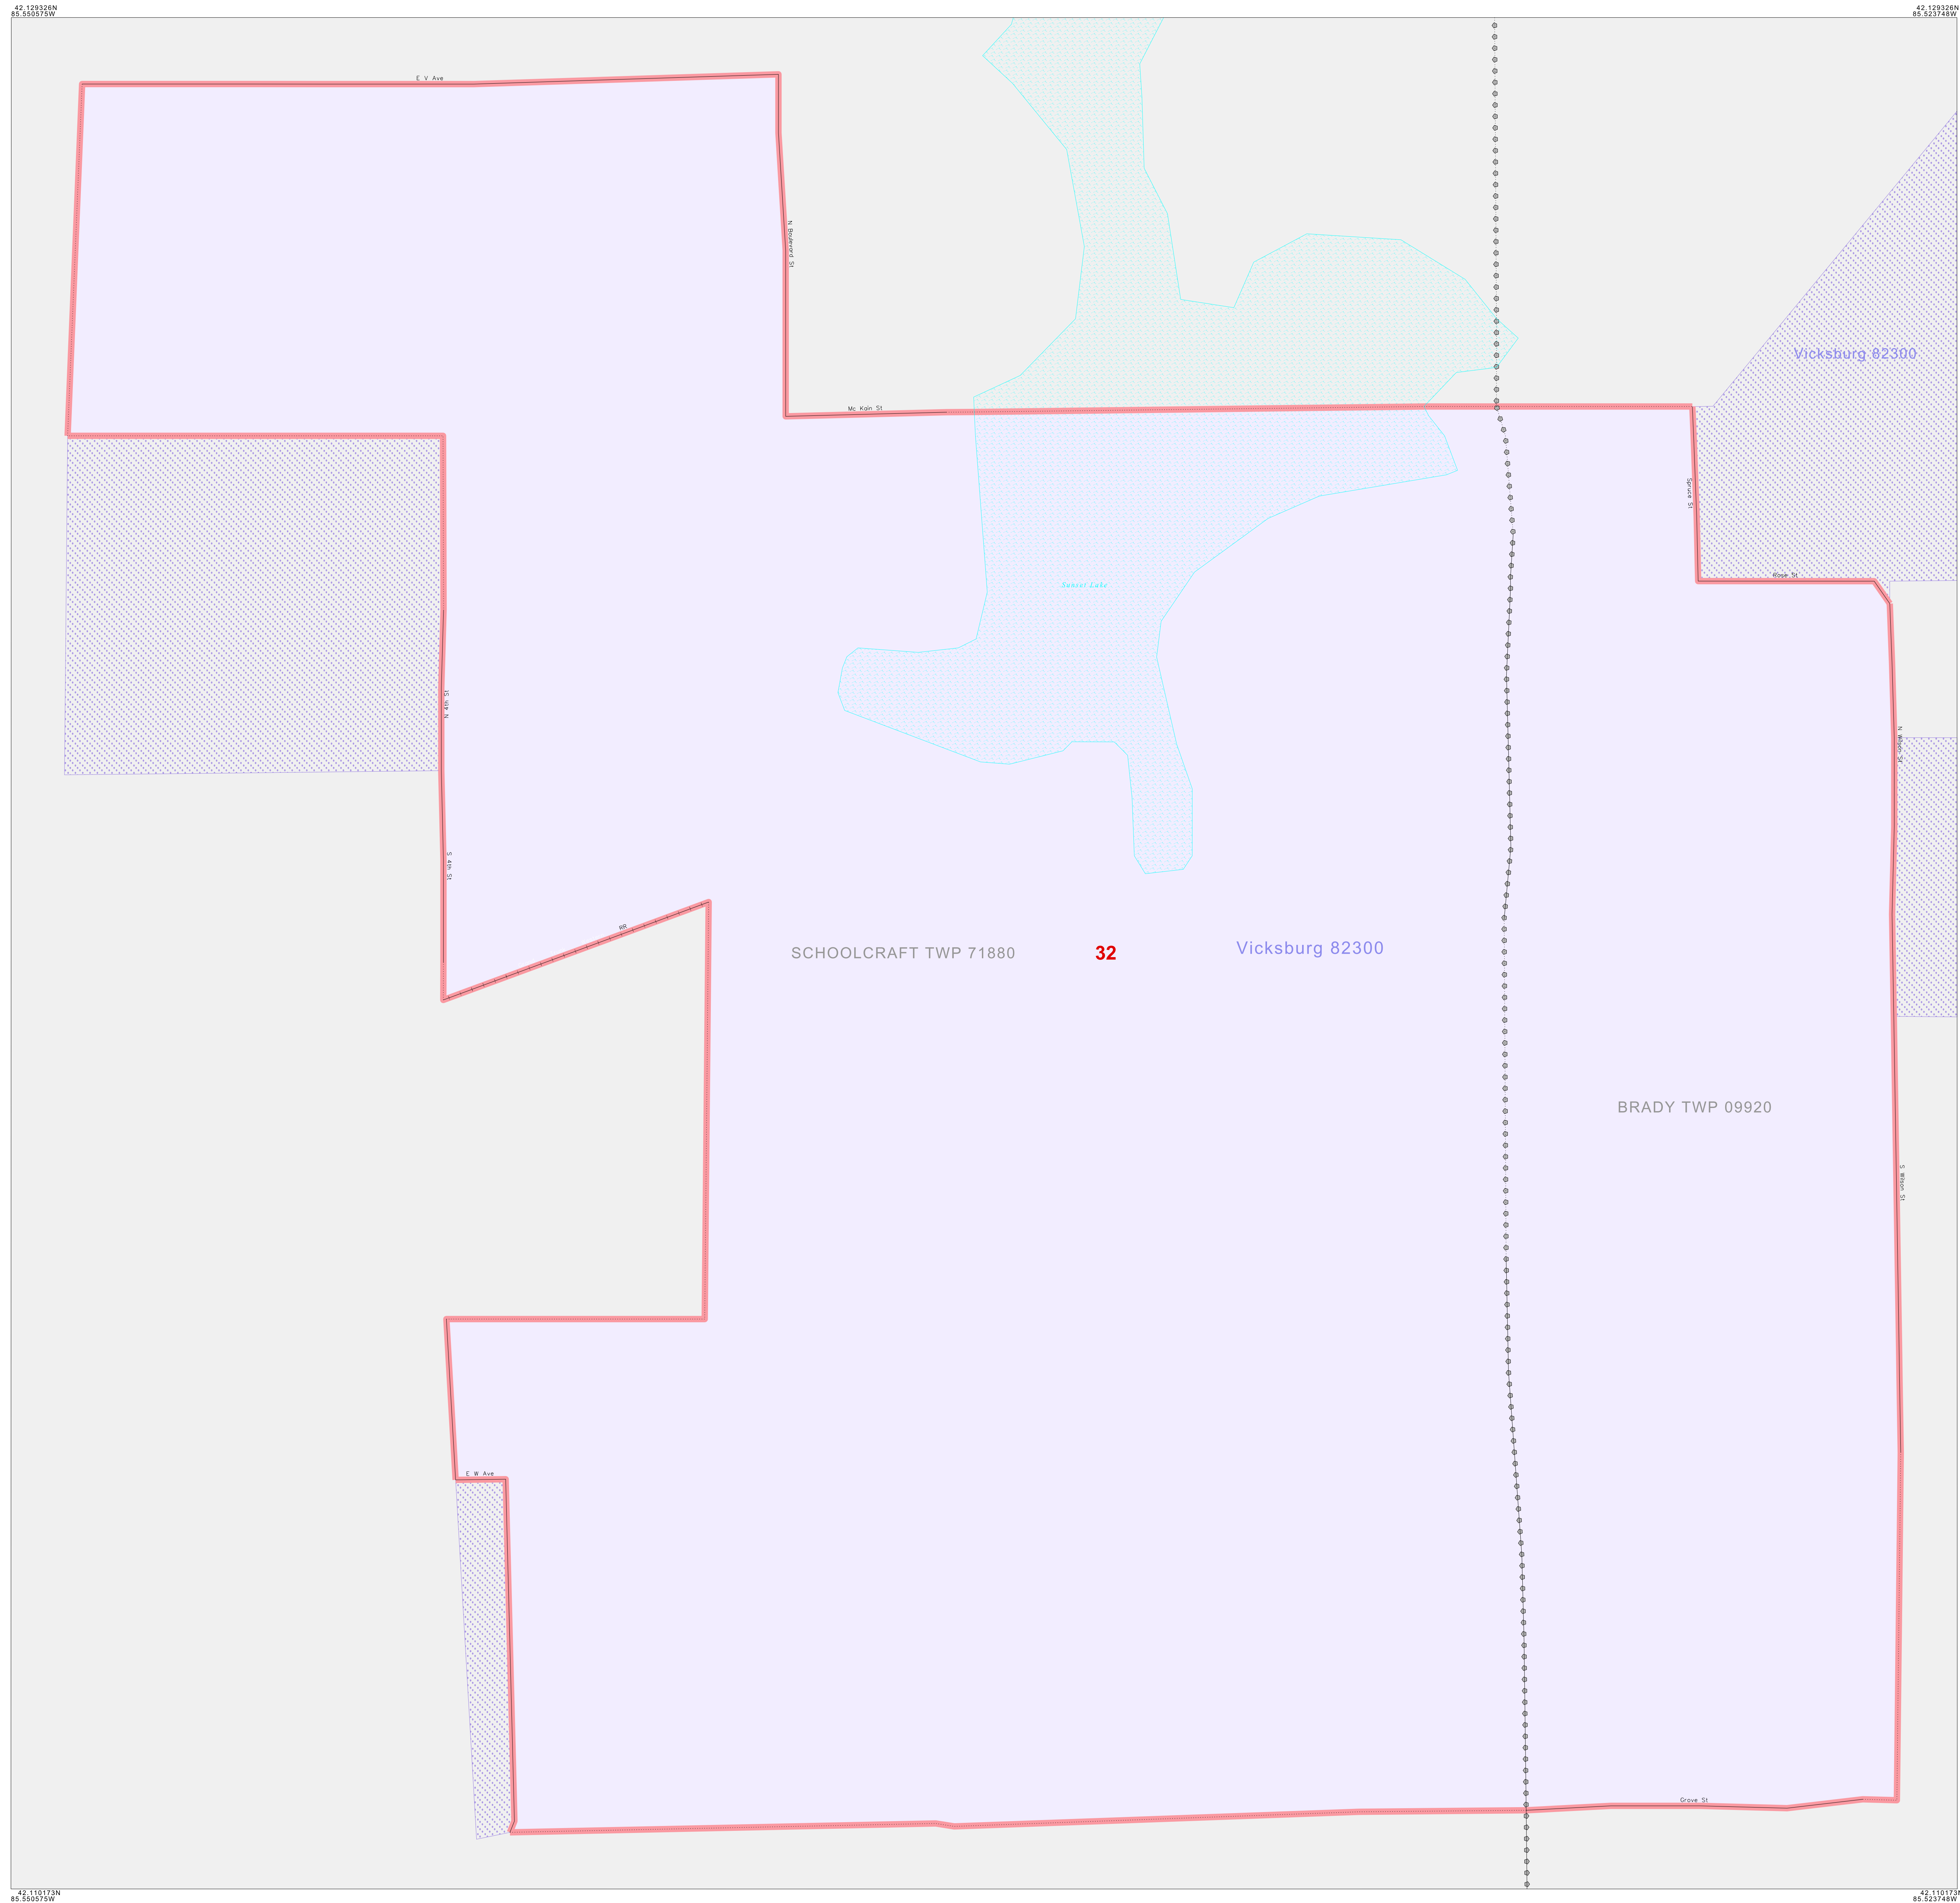 42.129326N
85.550575W
42.129326N
85.523748W
E V Ave
N Boulevard St
Vicksburg 82300
Mc Kain St
Spruce St
Rose St
Sunset Lake
N 4th St
N Wilson St
S 4th St
RR
SCHOOLCRAFT TWP 71880
32
Vicksburg 82300
BRADY TWP 09920
S Wilson St
E W Ave
Grove St
42.110173N
85.550575W
42.110173N
85.523748W